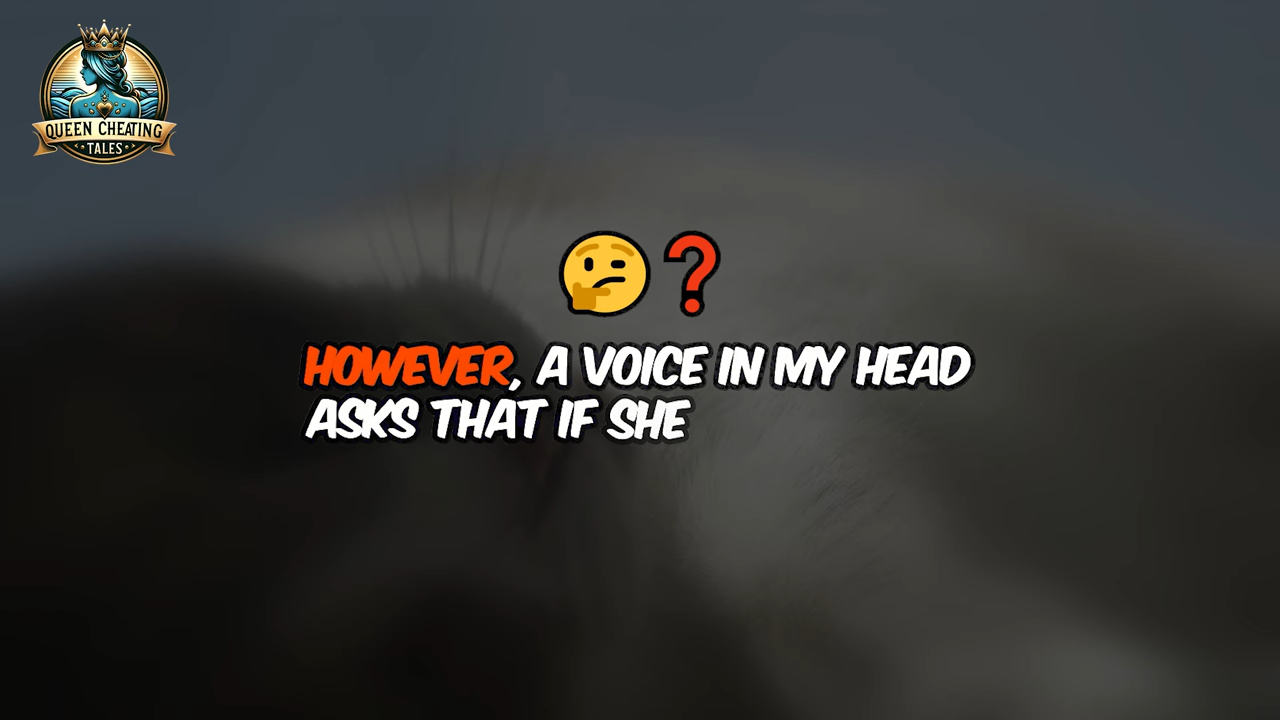 QUEEN CHEATING
TALES
🤔❓
HOWEVER, A VOICE IN MY HEAD
ASKS THAT IF SHE